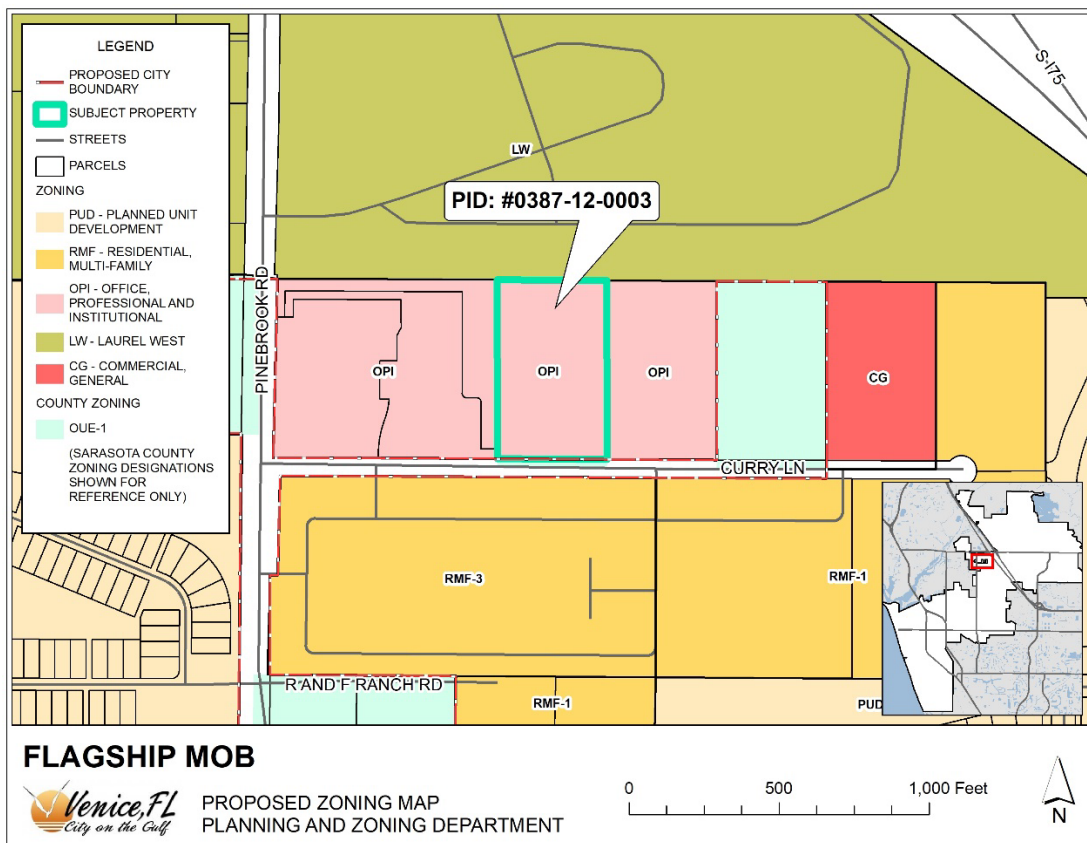 LEGEND
PROPOSED CITY
BOUNDARY
SUBJECT PROPERTY
STREETS
PARCELS
ZONING
PUD - PLANNED UNIT
DEVELOPMENT
RMF - RESIDENTIAL,
MULTI-FAMILY
OPI - OFFICE,
PROFESSIONAL AND
INSTITUTIONAL
LW - LAUREL WEST
CG - COMMERCIAL,
GENERAL
COUNTY ZONING
OUE-1
(SARASOTA COUNTY
ZONING DESIGNATIONS
SHOWN FOR
REFERENCE ONLY)
S-I75
LW
PID: #0387-12-0003
PINEBROOK RD
OPI
OPI
OPI
CG
CURRY LN
RMF-3
RMF-1
R AND F RANCH RD
RMF-1
PUD
FLAGSHIP MOB
Venice, FL
City on the Gulf
PROPOSED ZONING MAP
PLANNING AND ZONING DEPARTMENT
0 500 1,000 Feet
N